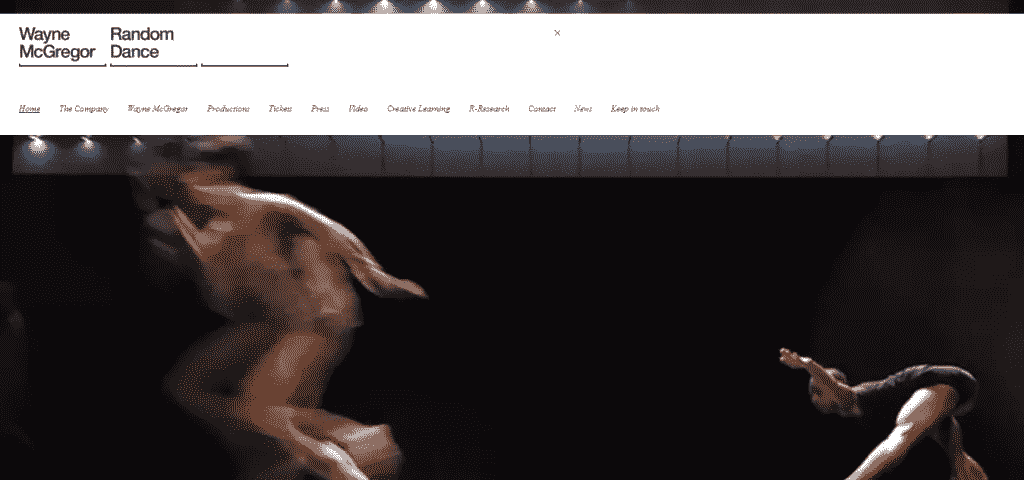 Wayne McGregor
Random Dance
×
Home The Company Wayne McGregor Productions Tickets Press Video Creative Learning R-Research Contact News Keep in touch